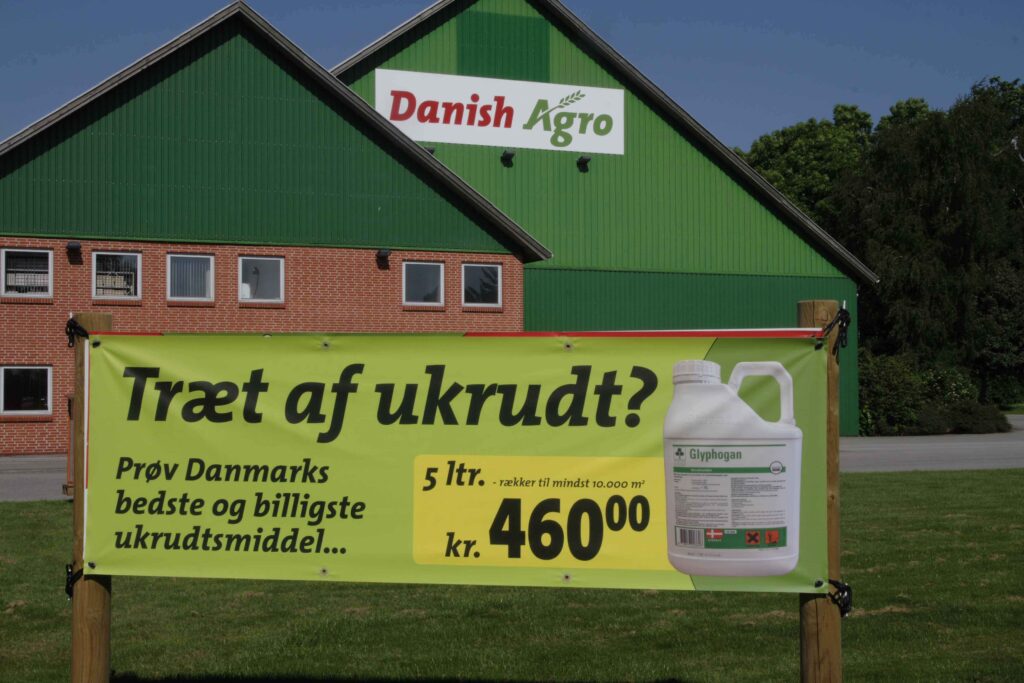 Danish Agro
Træt af ukrudt?
Prøv Danmarks
bedste og billigste
ukrudtsmiddel...
5 ltr. - rækker til mindst 10.000 m²
kr. 460⁰⁰
Glyphogan